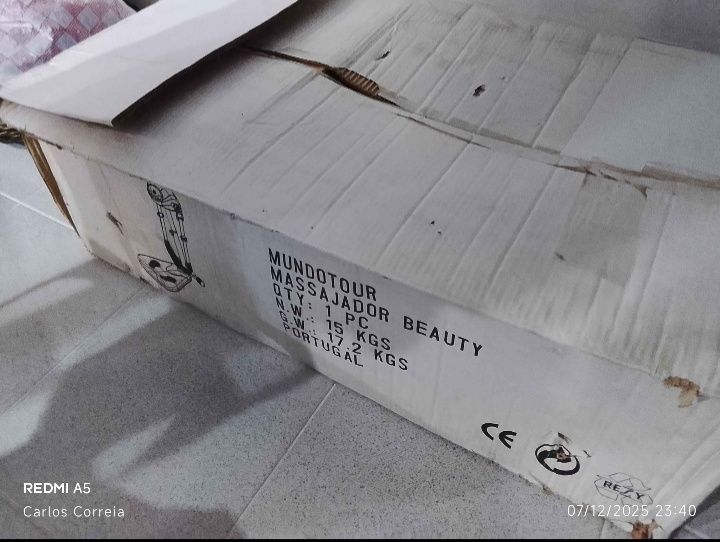 MUNDOTOUR
MASSAJADOR BEAUTY
QTY: 1 PC
N.W.: 15 KGS
G.W.: 17.2 KGS
PORTUGAL
CE
RESY
REDMI A5
Carlos Correia
07/12/2025 23:40